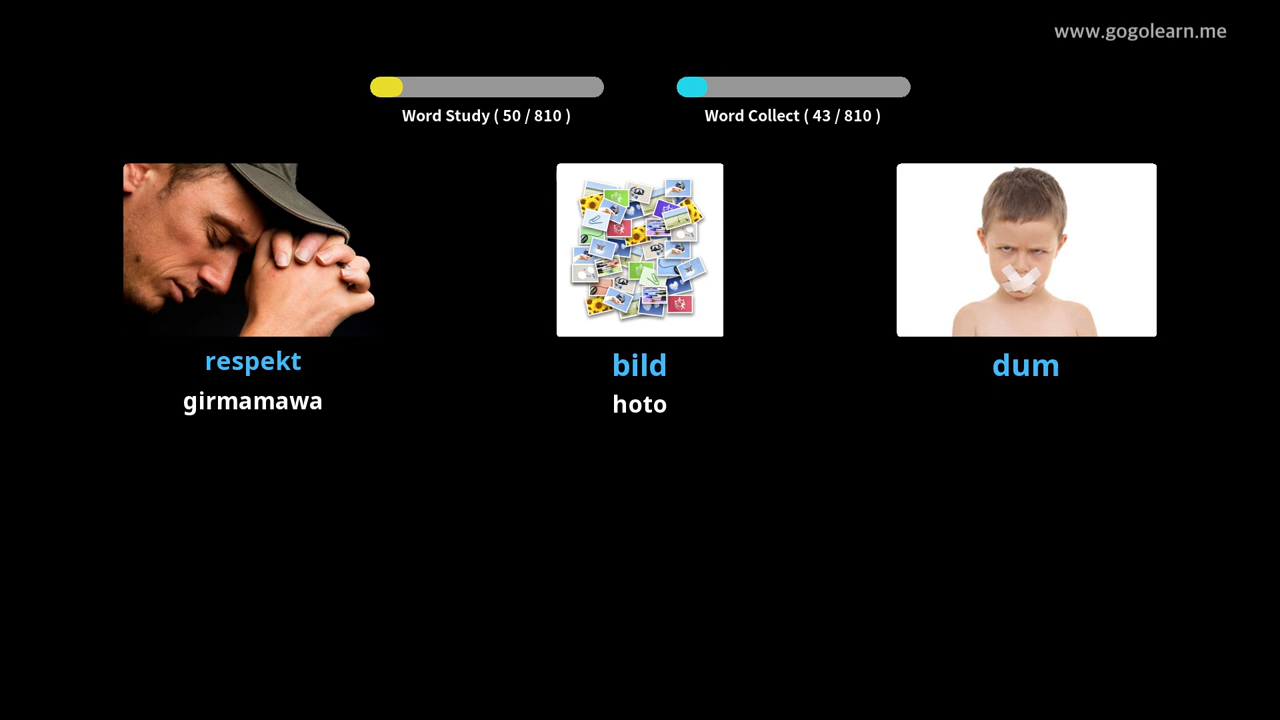 www.gogolearn.me
Word Study ( 50 / 810 )
Word Collect ( 43 / 810 )
respekt
girmamawa
bild
hoto
dum